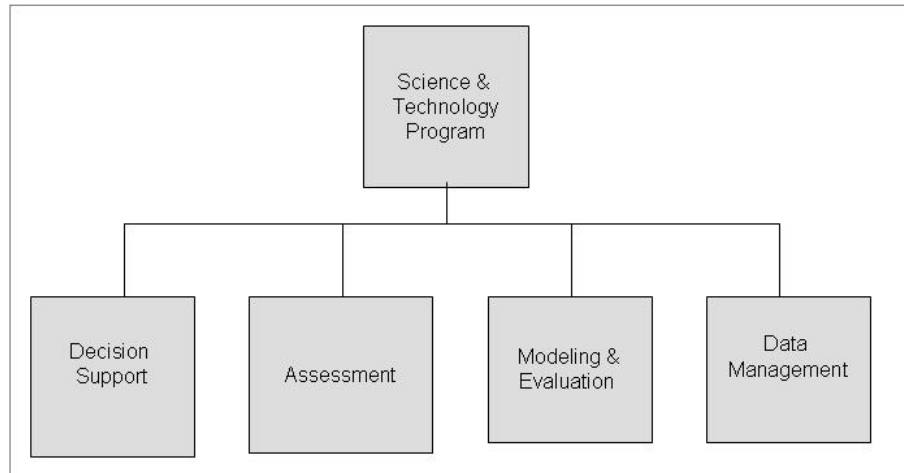 Science &
Technology
Program
Decision
Support
Assessment
Modeling &
Evaluation
Data
Management